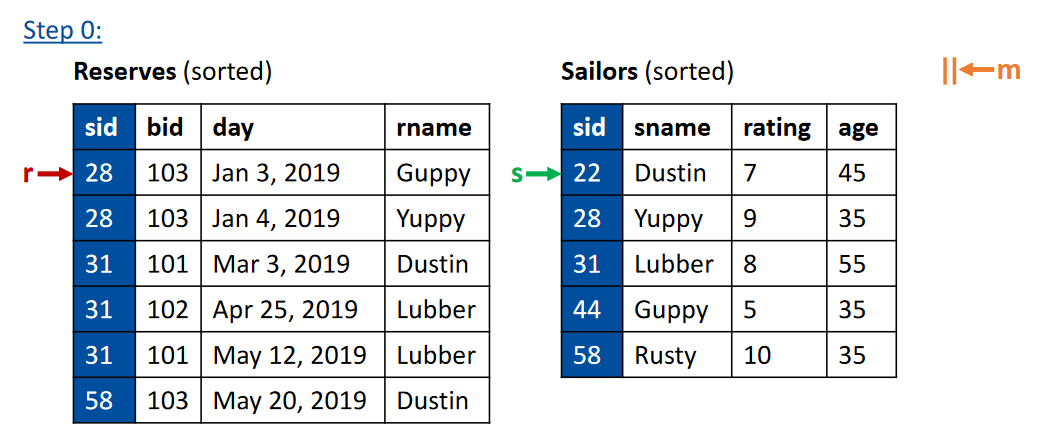 Step 0:
Reserves (sorted)
sid bid day rname
r 28 103 Jan 3, 2019 Guppy
28 103 Jan 4, 2019 Yuppy
31 101 Mar 3, 2019 Dustin
31 102 Apr 25, 2019 Lubber
31 101 May 12, 2019 Lubber
58 103 May 20, 2019 Dustin
Sailors (sorted)
sid sname rating age
s 22 Dustin 7 45
28 Yuppy 9 35
31 Lubber 8 55
44 Guppy 5 35
58 Rusty 10 35
m